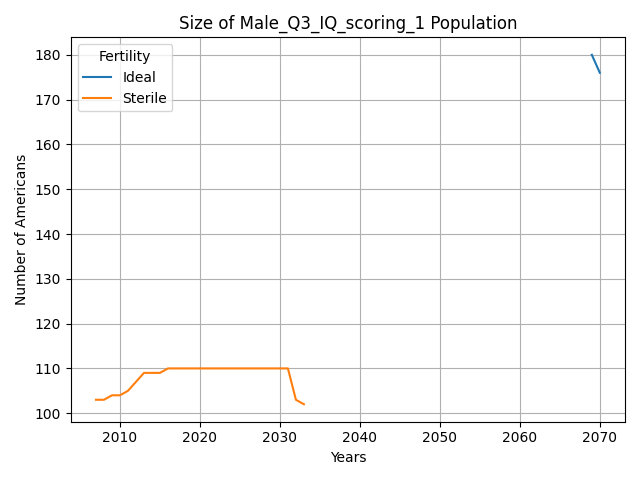 Size of Male_Q3_IQ_scoring_1 Population
Fertility
Ideal
Sterile
Number of Americans
180
170
160
150
140
130
120
110
100
2010 2020 2030 2040 2050 2060 2070
Years